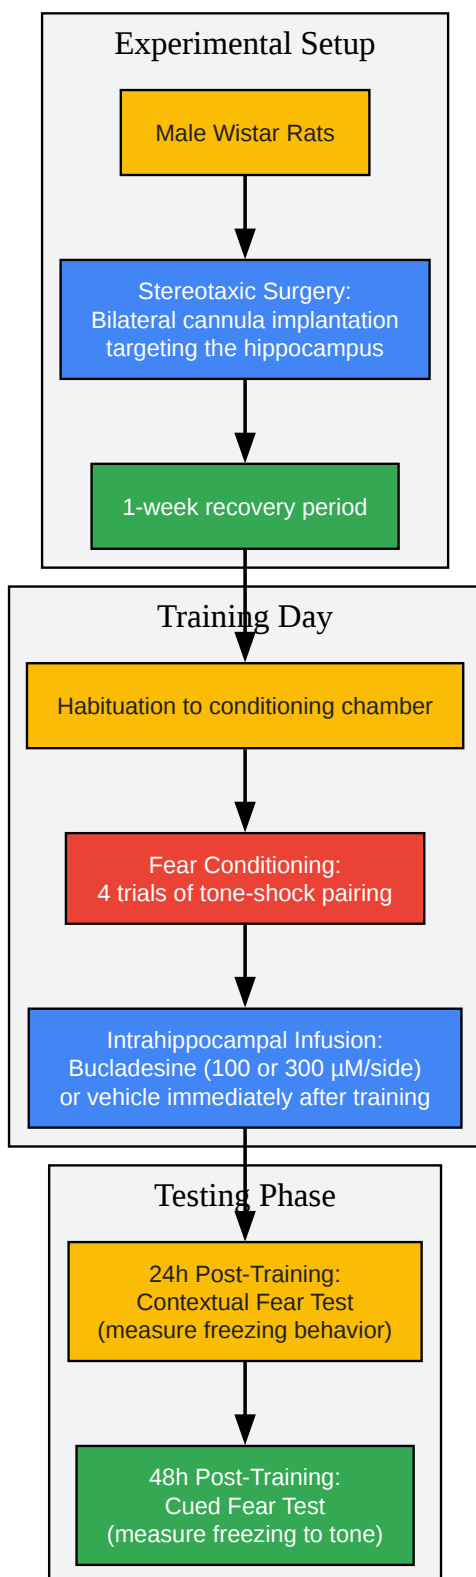 Experimental Setup
Male Wistar Rats
Stereotaxic Surgery:
Bilateral cannula implantation
targeting the hippocampus
1-week recovery period
Training Day
Habituation to conditioning chamber
Fear Conditioning:
4 trials of tone-shock pairing
Intrahippocampal Infusion:
Bucladesine (100 or 300 µM/side)
or vehicle immediately after training
Testing Phase
24h Post-Training:
Contextual Fear Test
(measure freezing behavior)
48h Post-Training:
Cued Fear Test
(measure freezing to tone)